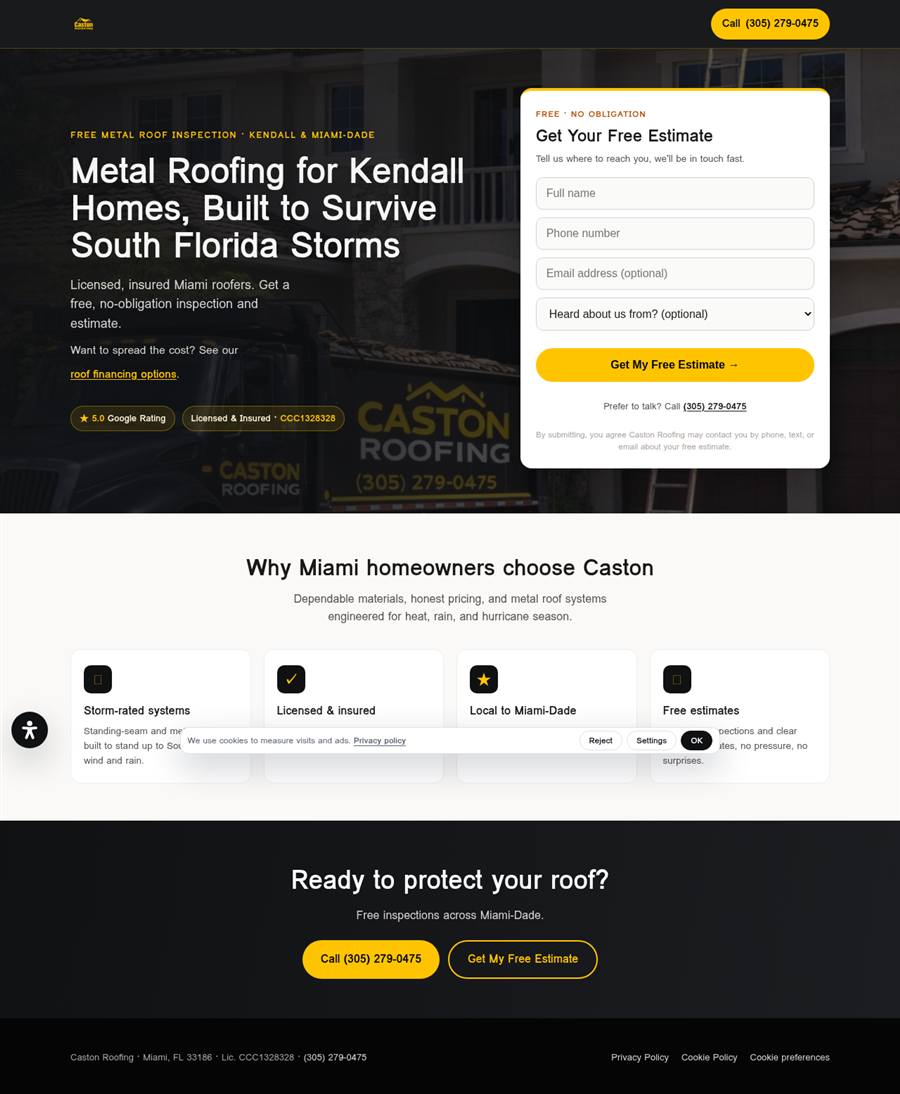 Caston
Call (305) 279-0475
FREE METAL ROOF INSPECTION · KENDALL & MIAMI-DADE
Metal Roofing for Kendall
Homes, Built to Survive
South Florida Storms
Licensed, insured Miami roofers. Get a
free, no-obligation inspection and
estimate.
Want to spread the cost? See our
roof financing options.
★ 5.0 Google Rating
Licensed & Insured · CCC1328328
CASTON
ROOFING
(305) 279-0475
CASTON
ROOFING
FREE · NO OBLIGATION
Get Your Free Estimate
Tell us where to reach you, we'll be in touch fast.
Full name
Phone number
Email address (optional)
Heard about us from? (optional)
Get My Free Estimate →
Prefer to talk? Call (305) 279-0475
By submitting, you agree Caston Roofing may contact you by phone, text, or
email about your free estimate.
Why Miami homeowners choose Caston
Dependable materials, honest pricing, and metal roof systems
engineered for heat, rain, and hurricane season.
Storm-rated systems
Standing-seam and
built to stand up to
wind and rain.
Licensed & insured
Local to Miami-Dade
Free estimates
and clear
no pressure, no
surprises.
We use cookies to measure visits and ads. Privacy policy
Reject
Settings
OK
Ready to protect your roof?
Free inspections across Miami-Dade.
Call (305) 279-0475
Get My Free Estimate
Caston Roofing · Miami, FL 33186 · Lic. CCC1328328 · (305) 279-0475
Privacy Policy
Cookie Policy
Cookie preferences